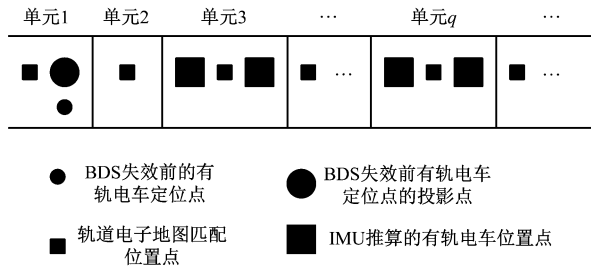 单元1 单元2 单元3 … 单元q …
… …
BDS失效前的有
轨电车定位点
BDS失效前有轨电车
定位点的投影点
轨道电子地图匹配
位置点
IMU推算的有轨电车位置点